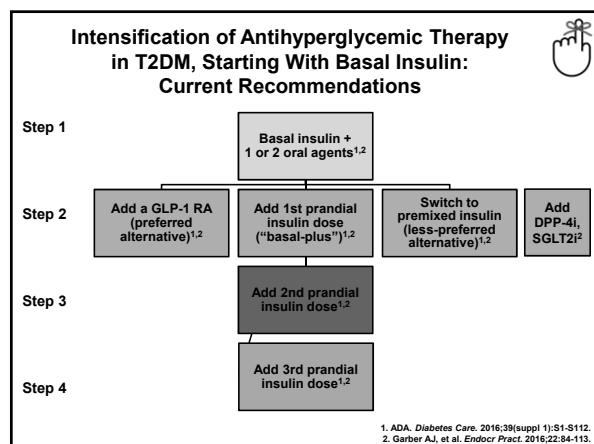 Intensification of Antihyperglycemic Therapy
in T2DM, Starting With Basal Insulin:
Current Recommendations
Step 1
Basal insulin +
1 or 2 oral agents1,2
Step 2
Add a GLP-1 RA
(preferred
alternative)1,2
Add 1st prandial
insulin dose
(“basal-plus”)1,2
Switch to
premixed insulin
(less-preferred
alternative)1,2
Add
DPP-4i,
SGLT2i2
Step 3
Add 2nd prandial
insulin dose1,2
Step 4
Add 3rd prandial
insulin dose1,2
1. ADA. Diabetes Care. 2016;39(suppl 1):S1-S112.
2. Garber AJ, et al. Endocr Pract. 2016;22:84-113.